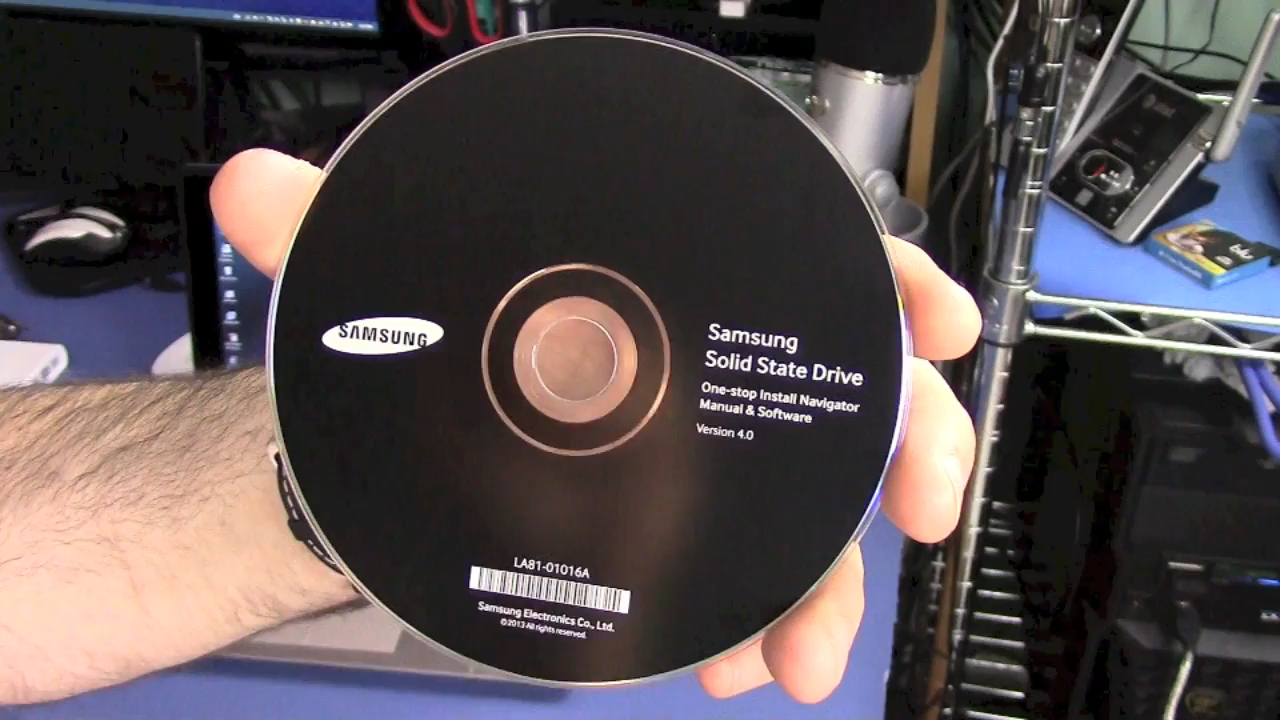 SAMSUNG
Samsung
Solid State Drive
One-stop Install Navigator
Manual & Software
Version 4.0
LA81-01016A
Samsung Electronics Co., Ltd.
©2013 All rights reserved.
blu